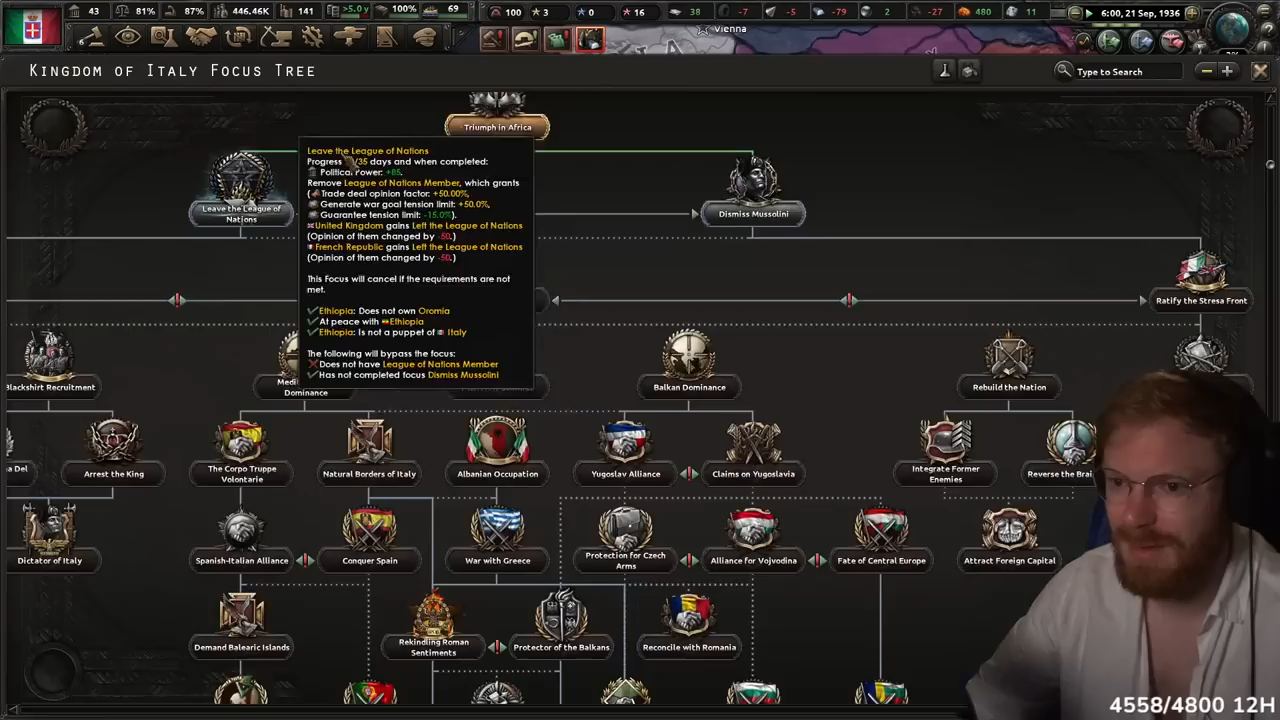 43
81%
87%
446.46K
141
>5.0 y
100%
69
100
3
0
16
38
-7
-5
-79
2
-27
480
11
6:00, 21 Sep, 1936
Vienna
Kingdom of Italy Focus Tree
Type to Search
Triumph in Africa
Leave the League of
Nations
Dismiss Mussolini
Leave the League of Nations
/35 days and when completed:
Political Power: +85.
Remove League of Nations Member, which grants
(Trade deal opinion factor: +50.00%,
Generate war goal tension limit: +50.0%,
Guarantee tension limit: -15.0%).
United Kingdom gains Left the League of Nations
(Opinion of them changed by -50.)
French Republic gains Left the League of Nations
(Opinion of them changed by -50.)
This Focus will cancel if the requirements are not
met.
Ethiopia: Does not own Oromia
At peace with Ethiopia
Ethiopia: Is not a puppet of Italy
The following will bypass the focus:
Does not have League of Nations Member
Has not completed focus Dismiss Mussolini
Ratify the Stresa Front
Blackshirt Recruitment
Dominance
Balkan Dominance
Rebuild the Nation
Arrest the King
The Corpo Truppe
Volontarie
Natural Borders of Italy
Albanian Occupation
Yugoslav Alliance
Claims on Yugoslavia
Integrate Former
Enemies
Reverse the Brai
Dictator of Italy
Spanish-Italian Alliance
Conquer Spain
War with Greece
Protection for Czech
Arms
Alliance for Vojvodina
Fate of Central Europe
Attract Foreign Capital
Demand Balearic Islands
Rekindling Roman
Sentiments
Protector of the Balkans
Reconcile with Romania
4558/4800 12H